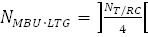 N_{MBU·LTG} = ]N_{T/RC}/4[